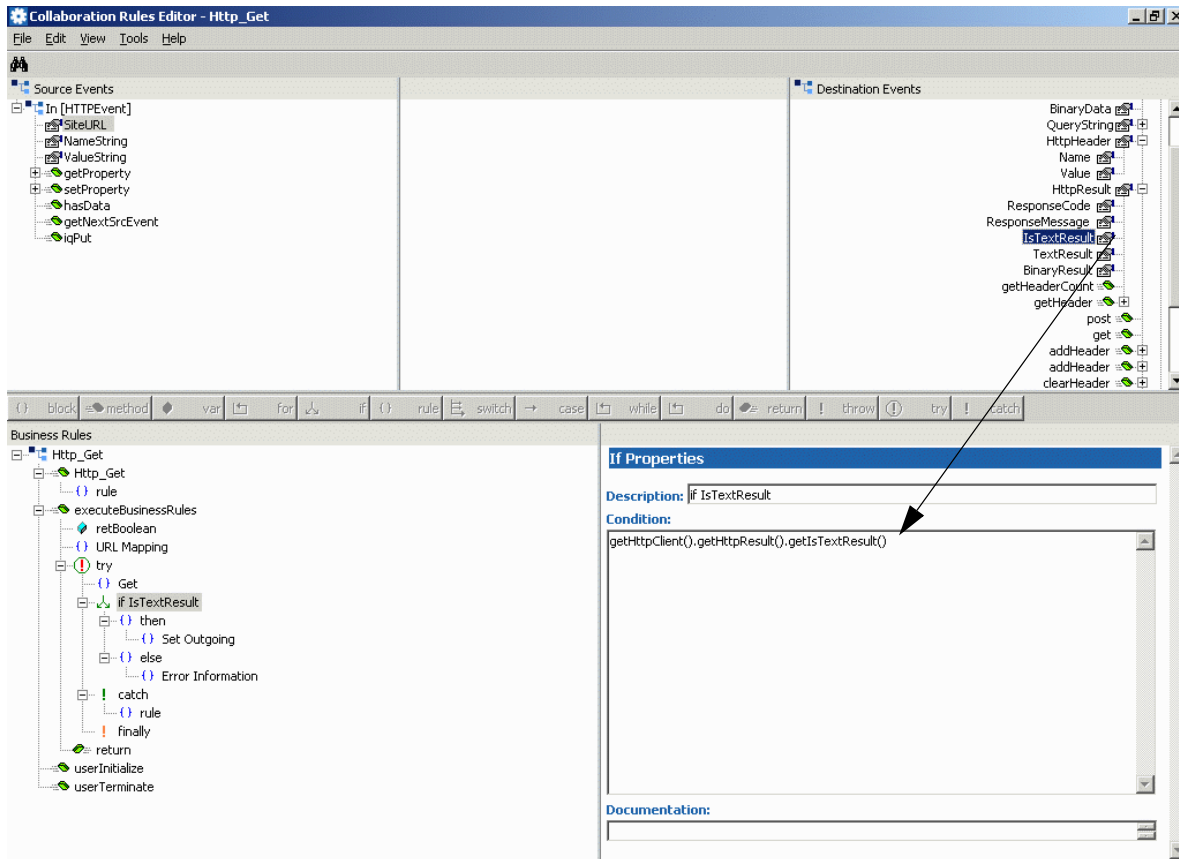 Collaboration Rules Editor - Http_Get
File Edit View Tools Help
Source Events
Destination Events
In [HTTPEvent]
SiteURL
NameString
ValueString
getProperty
setProperty
hasData
getNextSrcEvent
iqPut
BinaryData
QueryString
HttpHeader
Name
Value
HttpResult
ResponseCode
ResponseMessage
IsTextResult
TextResult
BinaryResult
getHeaderCount
getHeader
post
get
addHeader
addHeader
clearHeader
{} block method var for if {} rule switch → case while do return ! throw (!) try ! catch
Business Rules
Http_Get
Http_Get
{} rule
executeBusinessRules
retBoolean
{} URL Mapping
try
{} Get
if IsTextResult
{} then
{} Set Outgoing
{} else
{} Error Information
! catch
{} rule
! finally
return
userInitialize
userTerminate
If Properties
Description: if IsTextResult
Condition:
getHttpClient().getHttpResult().getIsTextResult()
Documentation: